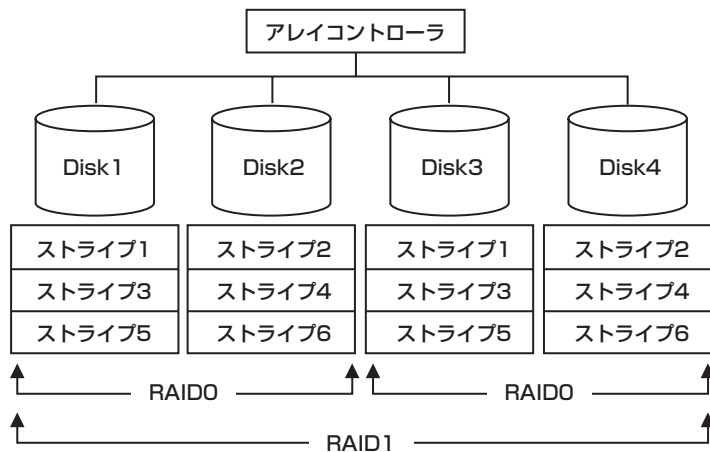 アレイコントローラ
Disk1 Disk2 Disk3 Disk4
ストライプ1 ストライプ2 ストライプ1 ストライプ2
ストライプ3 ストライプ4 ストライプ3 ストライプ4
ストライプ5 ストライプ6 ストライプ5 ストライプ6
RAID0 RAID0
RAID1